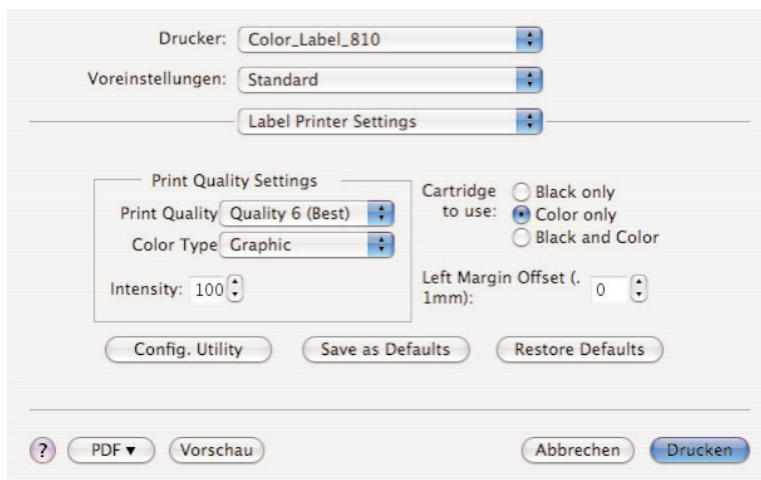 Drucker: Color_Label_810
Voreinstellungen: Standard
Label Printer Settings
Print Quality Settings
Print Quality Quality 6 (Best)
Color Type Graphic
Intensity: 100
Cartridge to use:
Black only
Color only
Black and Color
Left Margin Offset (.
1mm): 0
Config. Utility Save as Defaults Restore Defaults
? PDF ▼ Vorschau Abbrechen Drucken